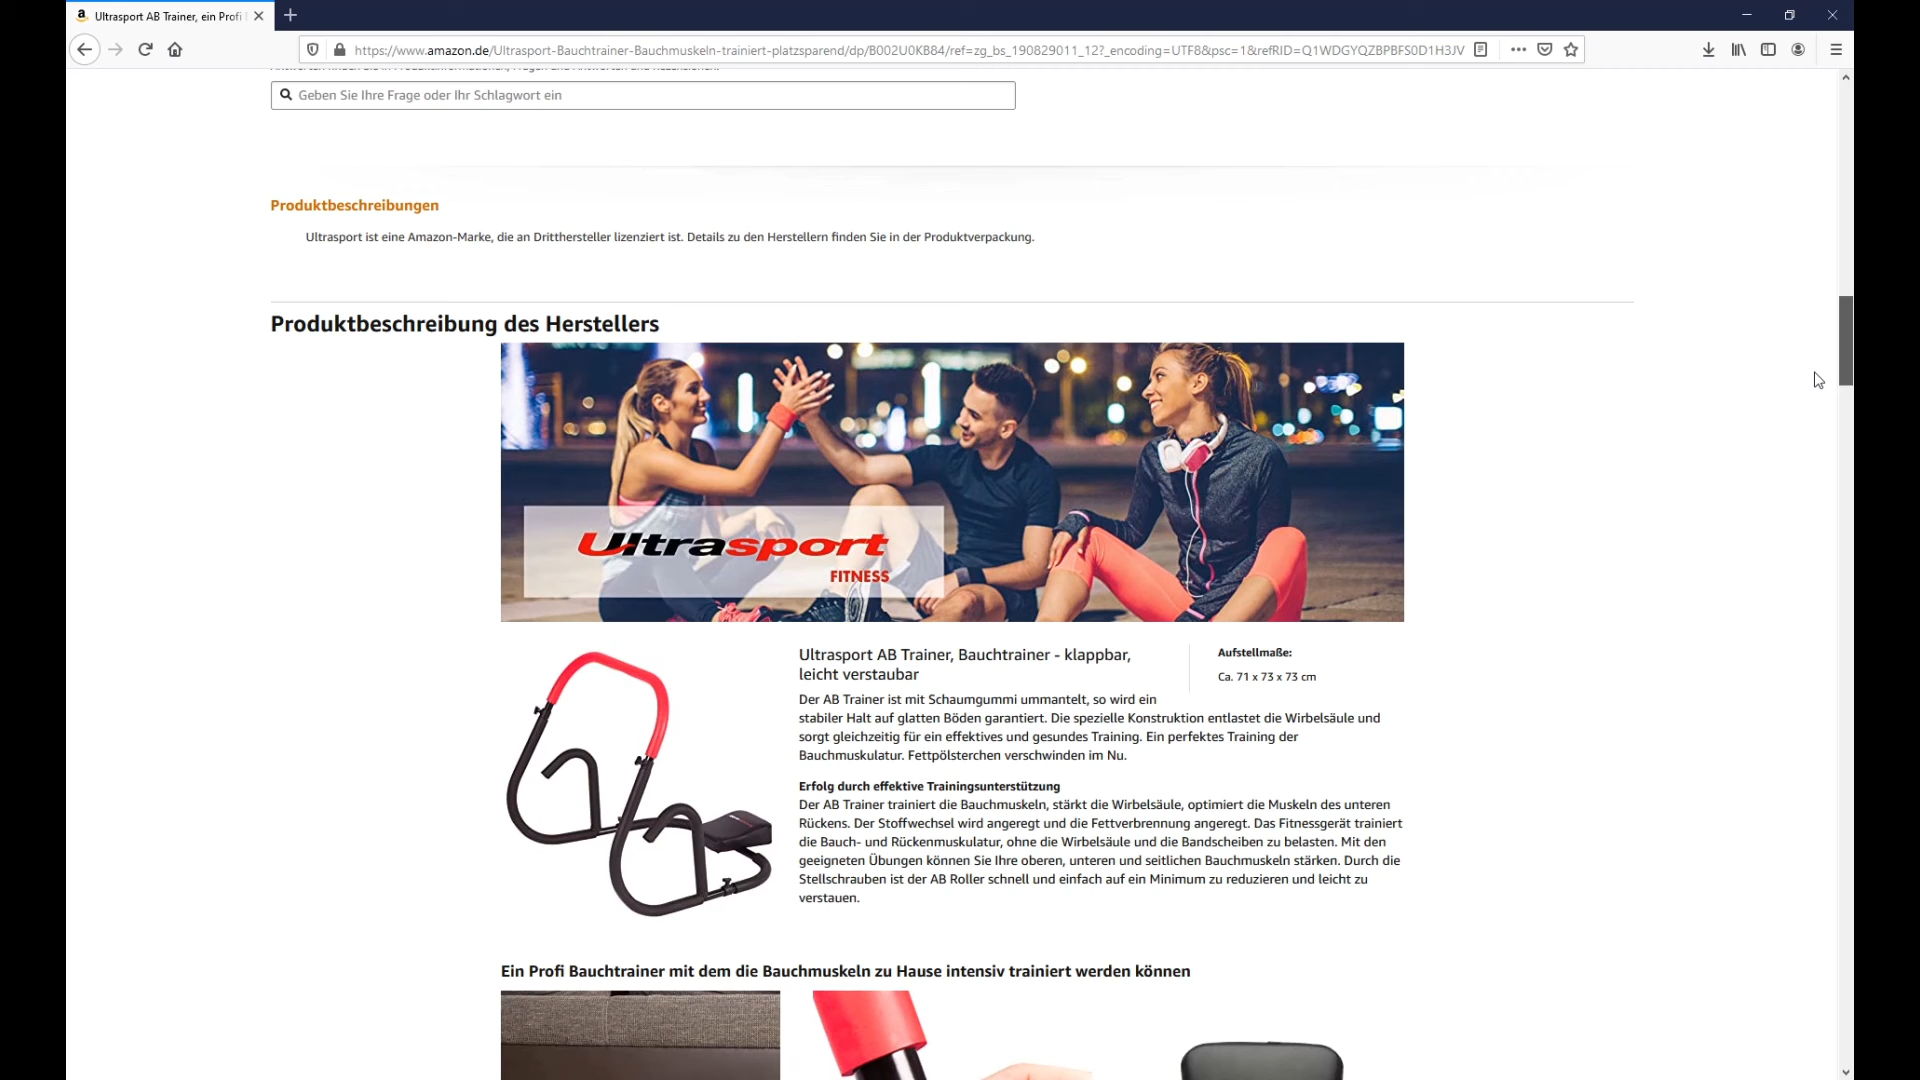 Ultrasport AB Trainer, ein Profi
https://www.amazon.de/Ultrasport-Bauchtrainer-Bauchmuskeln-trainiert-platzsparend/dp/B002U0KB84/ref=zg_bs_190829011_12?_encoding=UTF8&psc=1&refRID=Q1WDGYQZBPBFS0D1H3JV
Geben Sie Ihre Frage oder Ihr Schlagwort ein
Produktbeschreibungen
Ultrasport ist eine Amazon-Marke, die an Dritthersteller lizenziert ist. Details zu den Herstellern finden Sie in der Produktverpackung.
Produktbeschreibung des Herstellers
Ultrasport
FITNESS
Ultrasport AB Trainer, Bauchtrainer - klappbar,
leicht verstaubar
Aufstellmaße:
Ca. 71 x 73 x 73 cm
Der AB Trainer ist mit Schaumgummi ummantelt, so wird ein
stabiler Halt auf glatten Böden garantiert. Die spezielle Konstruktion entlastet die Wirbelsäule und
sorgt gleichzeitig für ein effektives und gesundes Training. Ein perfektes Training der
Bauchmuskulatur. Fettpölsterchen verschwinden im Nu.
Erfolg durch effektive Trainingsunterstützung
Der AB Trainer trainiert die Bauchmuskeln, stärkt die Wirbelsäule, optimiert die Muskeln des unteren
Rückens. Der Stoffwechsel wird angeregt und die Fettverbrennung angeregt. Das Fitnessgerät trainiert
die Bauch- und Rückenmuskulatur, ohne die Wirbelsäule und die Bandscheiben zu belasten. Mit den
geeigneten Übungen können Sie Ihre oberen, unteren und seitlichen Bauchmuskeln stärken. Durch die
Stellschrauben ist der AB Roller schnell und einfach auf ein Minimum zu reduzieren und leicht zu
verstauen.
Ein Profi Bauchtrainer mit dem die Bauchmuskeln zu Hause intensiv trainiert werden können